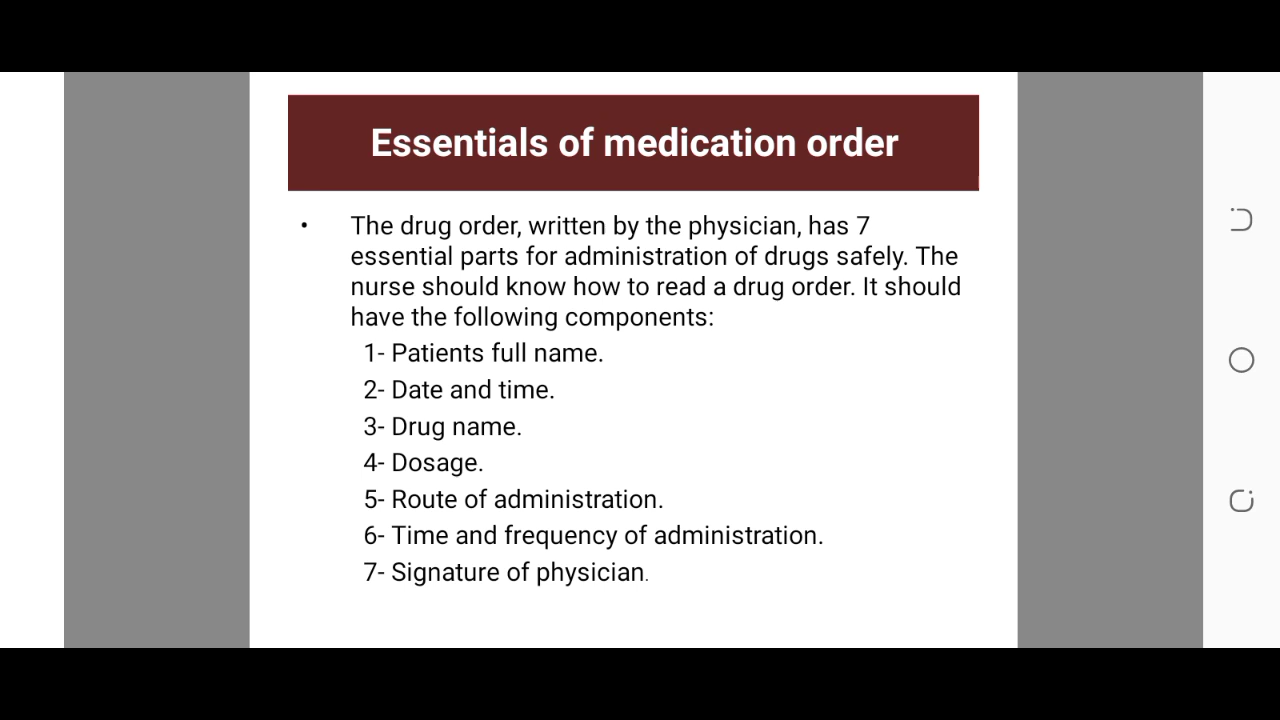 Essentials of medication order
• The drug order, written by the physician, has 7
essential parts for administration of drugs safely. The
nurse should know how to read a drug order. It should
have the following components:
1- Patients full name.
2- Date and time.
3- Drug name.
4- Dosage.
5- Route of administration.
6- Time and frequency of administration.
7- Signature of physician.